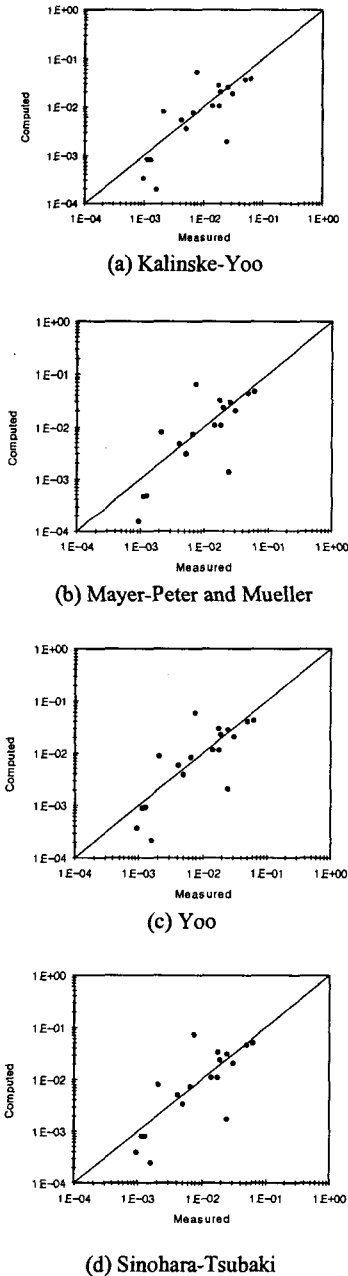 1E+00
1E-01
1E-02
1E-03
1E-04
Computed
1E-04 1E-03 1E-02 1E-01 1E+00
Measured
(a) Kalinske-Yoo
1E+00
1E-01
1E-02
1E-03
1E-04
Computed
1E-04 1E-03 1E-02 1E-01 1E+00
Measured
(b) Mayer-Peter and Mueller
1E+00
1E-01
1E-02
1E-03
1E-04
Computed
1E-04 1E-03 1E-02 1E-01 1E+00
Measured
(c) Yoo
1E+00
1E-01
1E-02
1E-03
1E-04
Computed
1E-04 1E-03 1E-02 1E-01 1E+00
Measured
(d) Sinohara-Tsubaki